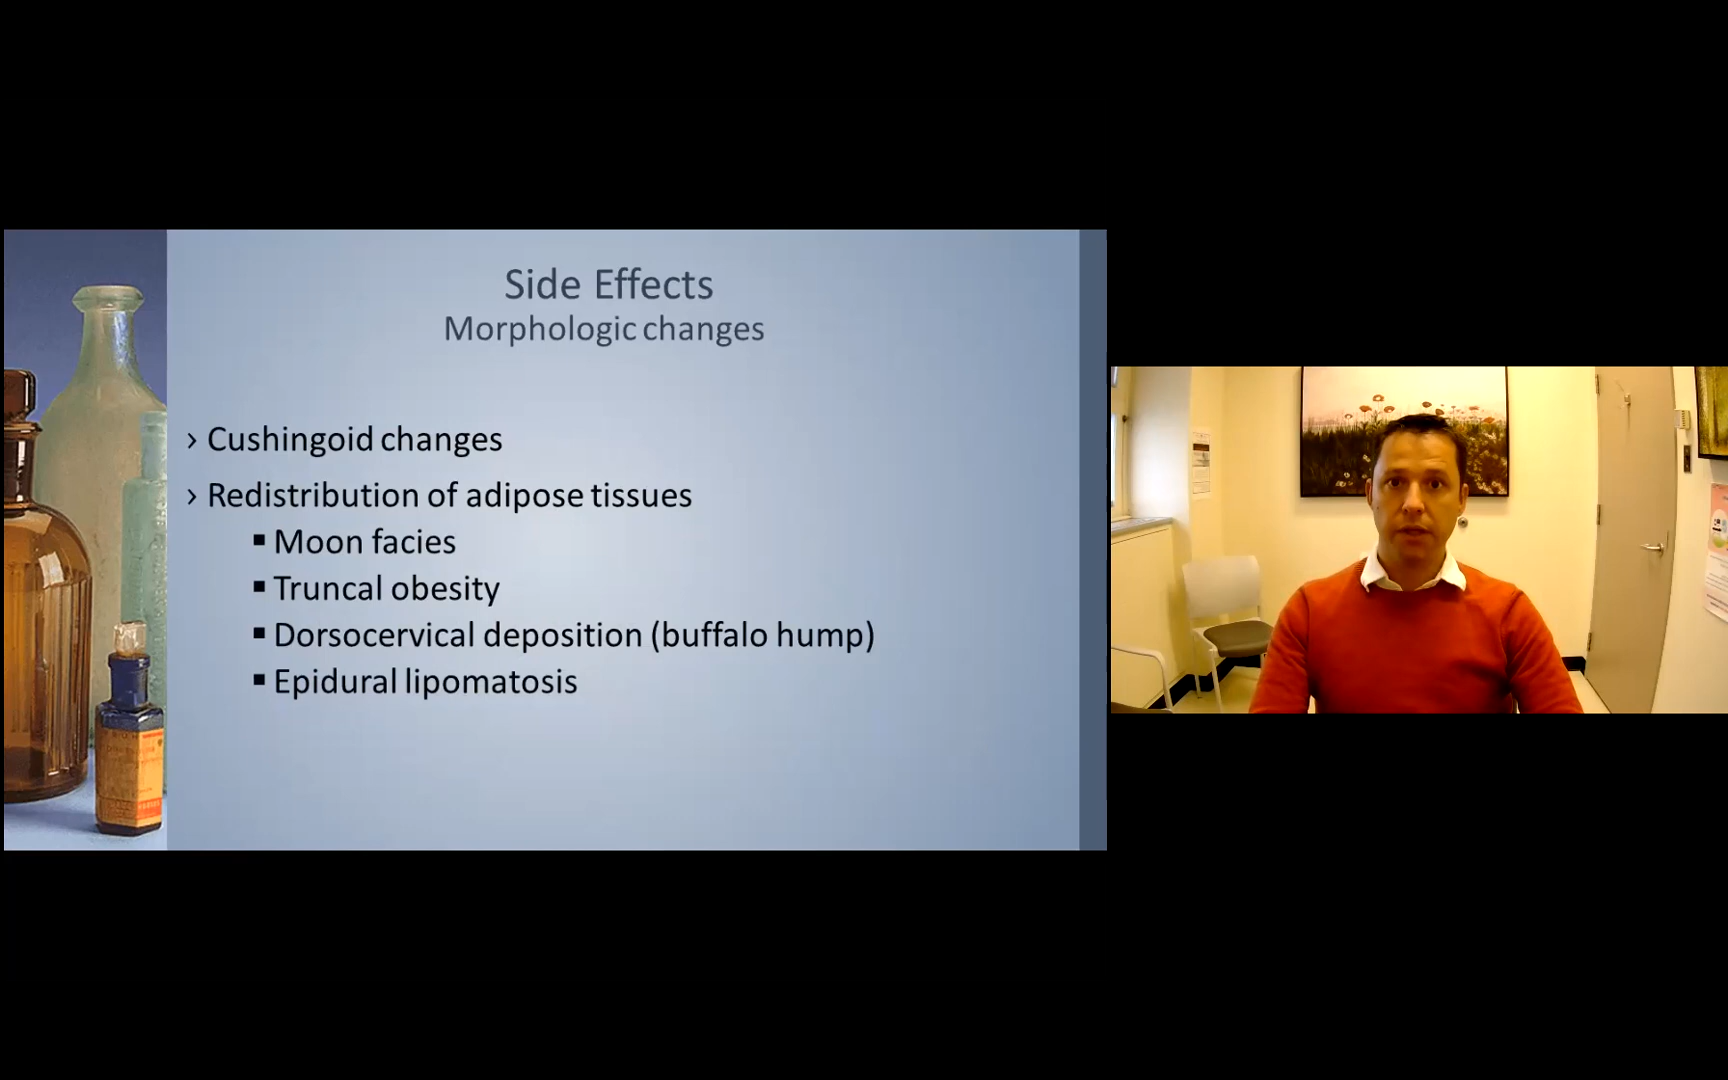 Side Effects
Morphologic changes
› Cushingoid changes
› Redistribution of adipose tissues
▪ Moon facies
▪ Truncal obesity
▪ Dorsocervical deposition (buffalo hump)
▪ Epidural lipomatosis